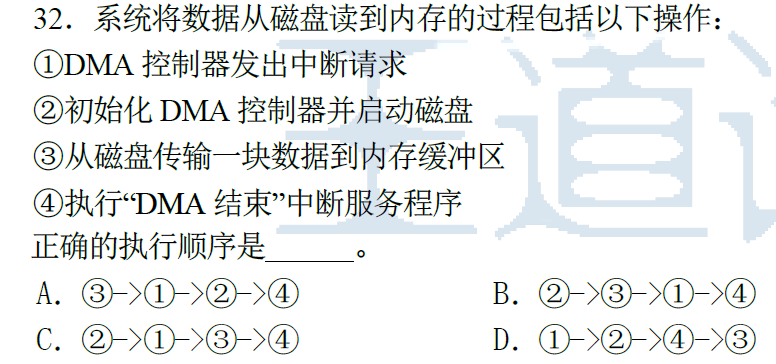 32. 系统将数据从磁盘读到内存的过程包括以下操作：
①DMA 控制器发出中断请求
②初始化 DMA 控制器并启动磁盘
③从磁盘传输一块数据到内存缓冲区
④执行“DMA 结束”中断服务程序
正确的执行顺序是______。
A. ③->①->②->④ B. ②->③->①->④
C. ②->①->③->④ D. ①->②->④->③
王道